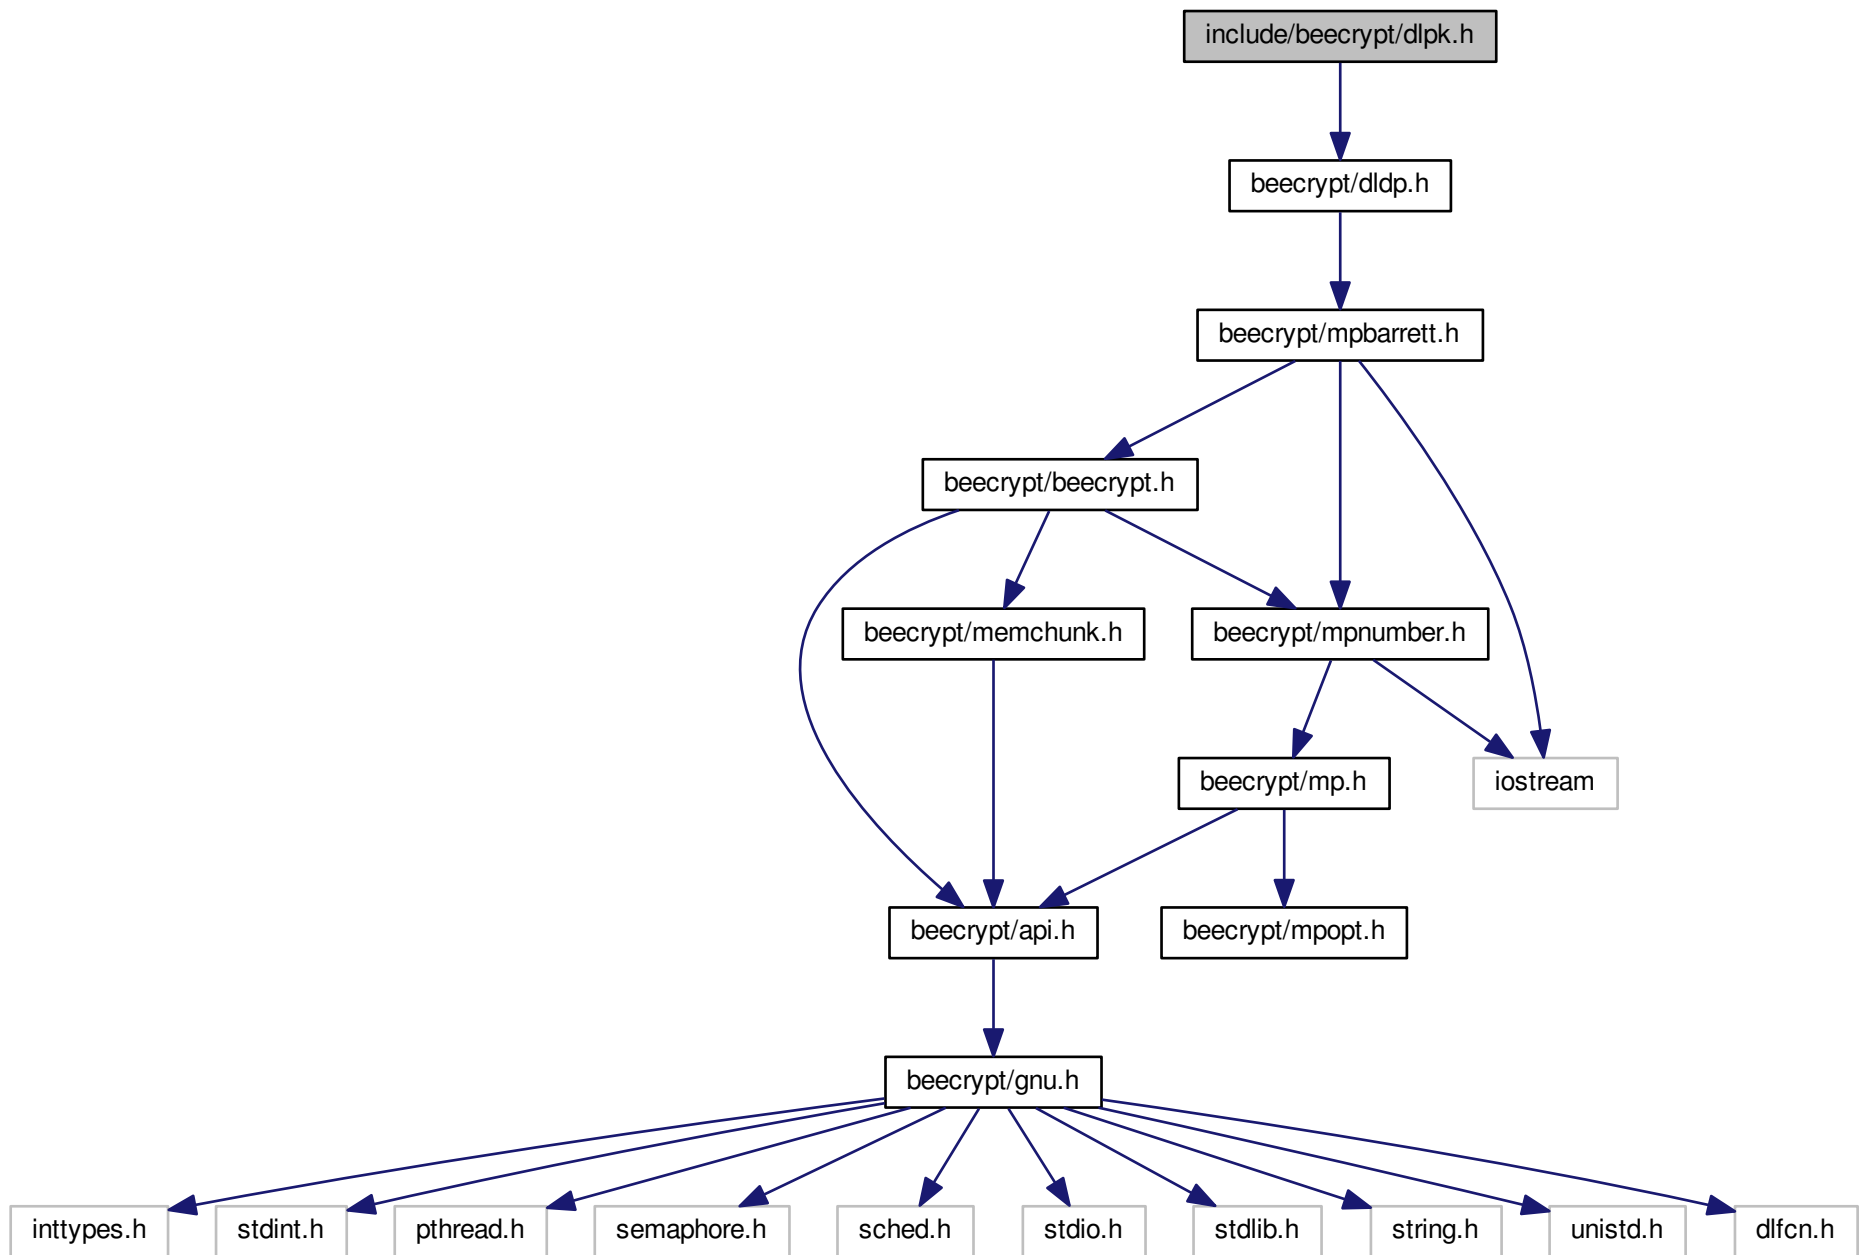 include/beecrypt/dlpk.h
beecrypt/dldp.h
beecrypt/mpbarrett.h
beecrypt/beecrypt.h
beecrypt/memchunk.h
beecrypt/mpnumber.h
beecrypt/mp.h
iostream
beecrypt/api.h
beecrypt/mpopt.h
beecrypt/gnu.h
inttypes.h
stdint.h
pthread.h
semaphore.h
sched.h
stdio.h
stdlib.h
string.h
unistd.h
dlfcn.h